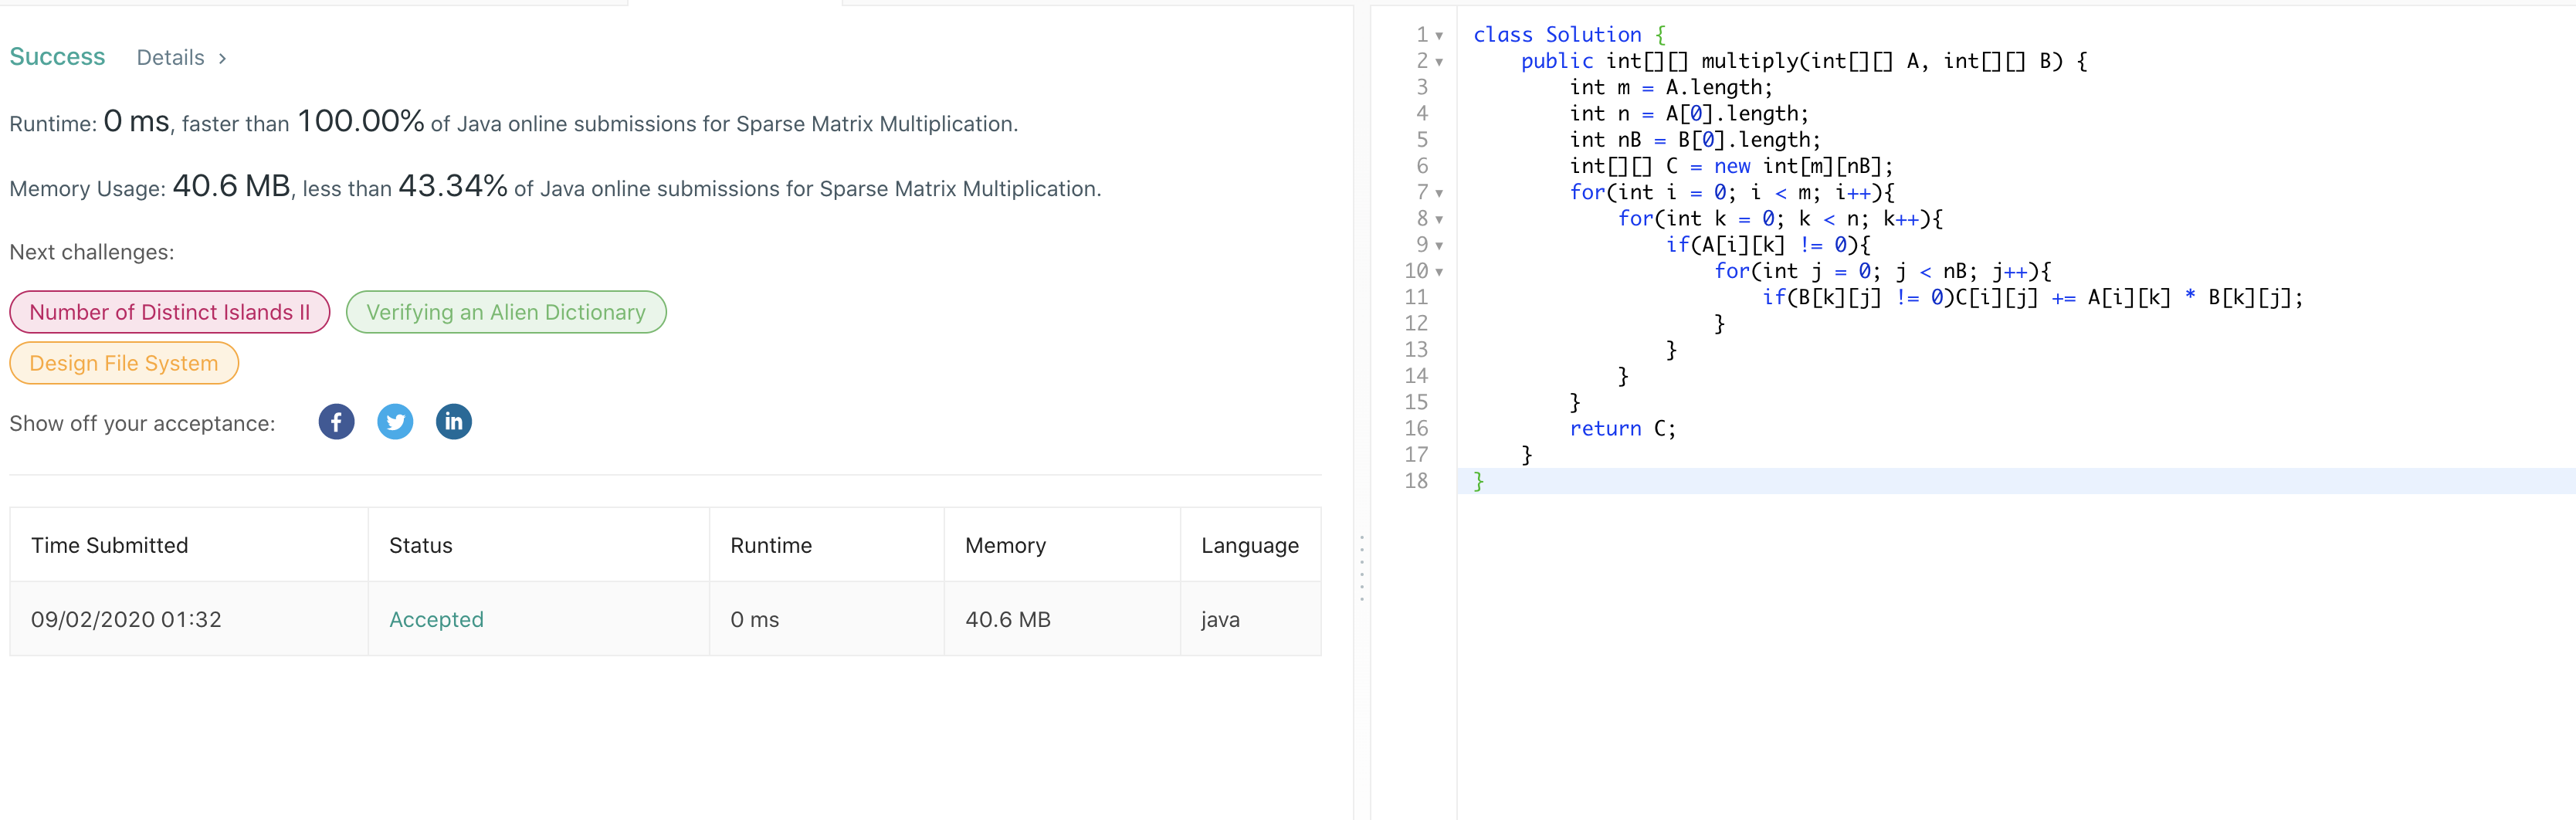 Success Details >
Runtime: 0 ms, faster than 100.00% of Java online submissions for Sparse Matrix Multiplication.
Memory Usage: 40.6 MB, less than 43.34% of Java online submissions for Sparse Matrix Multiplication.
Next challenges:
Number of Distinct Islands II Verifying an Alien Dictionary
Design File System
Show off your acceptance: f in
Time Submitted Status Runtime Memory Language
09/02/2020 01:32 Accepted 0 ms 40.6 MB java
1 class Solution {
2     public int[][] multiply(int[][] A, int[][] B) {
3         int m = A.length;
4         int n = A[0].length;
5         int nB = B[0].length;
6         int[][] C = new int[m][nB];
7         for(int i = 0; i < m; i++){
8             for(int k = 0; k < n; k++){
9                 if(A[i][k] != 0){
10                     for(int j = 0; j < nB; j++){
11                         if(B[k][j] != 0)C[i][j] += A[i][k] * B[k][j];
12                     }
13                 }
14             }
15         }
16         return C;
17     }
18 }